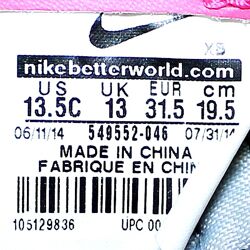 XS
nikebetterworld.com
US UK EUR cm
13.5C 13 31.5 19.5
06/11/14 549552-046 07/31/14
MADE IN CHINA
FABRIQUE EN CHIN
105129836 UPC 00